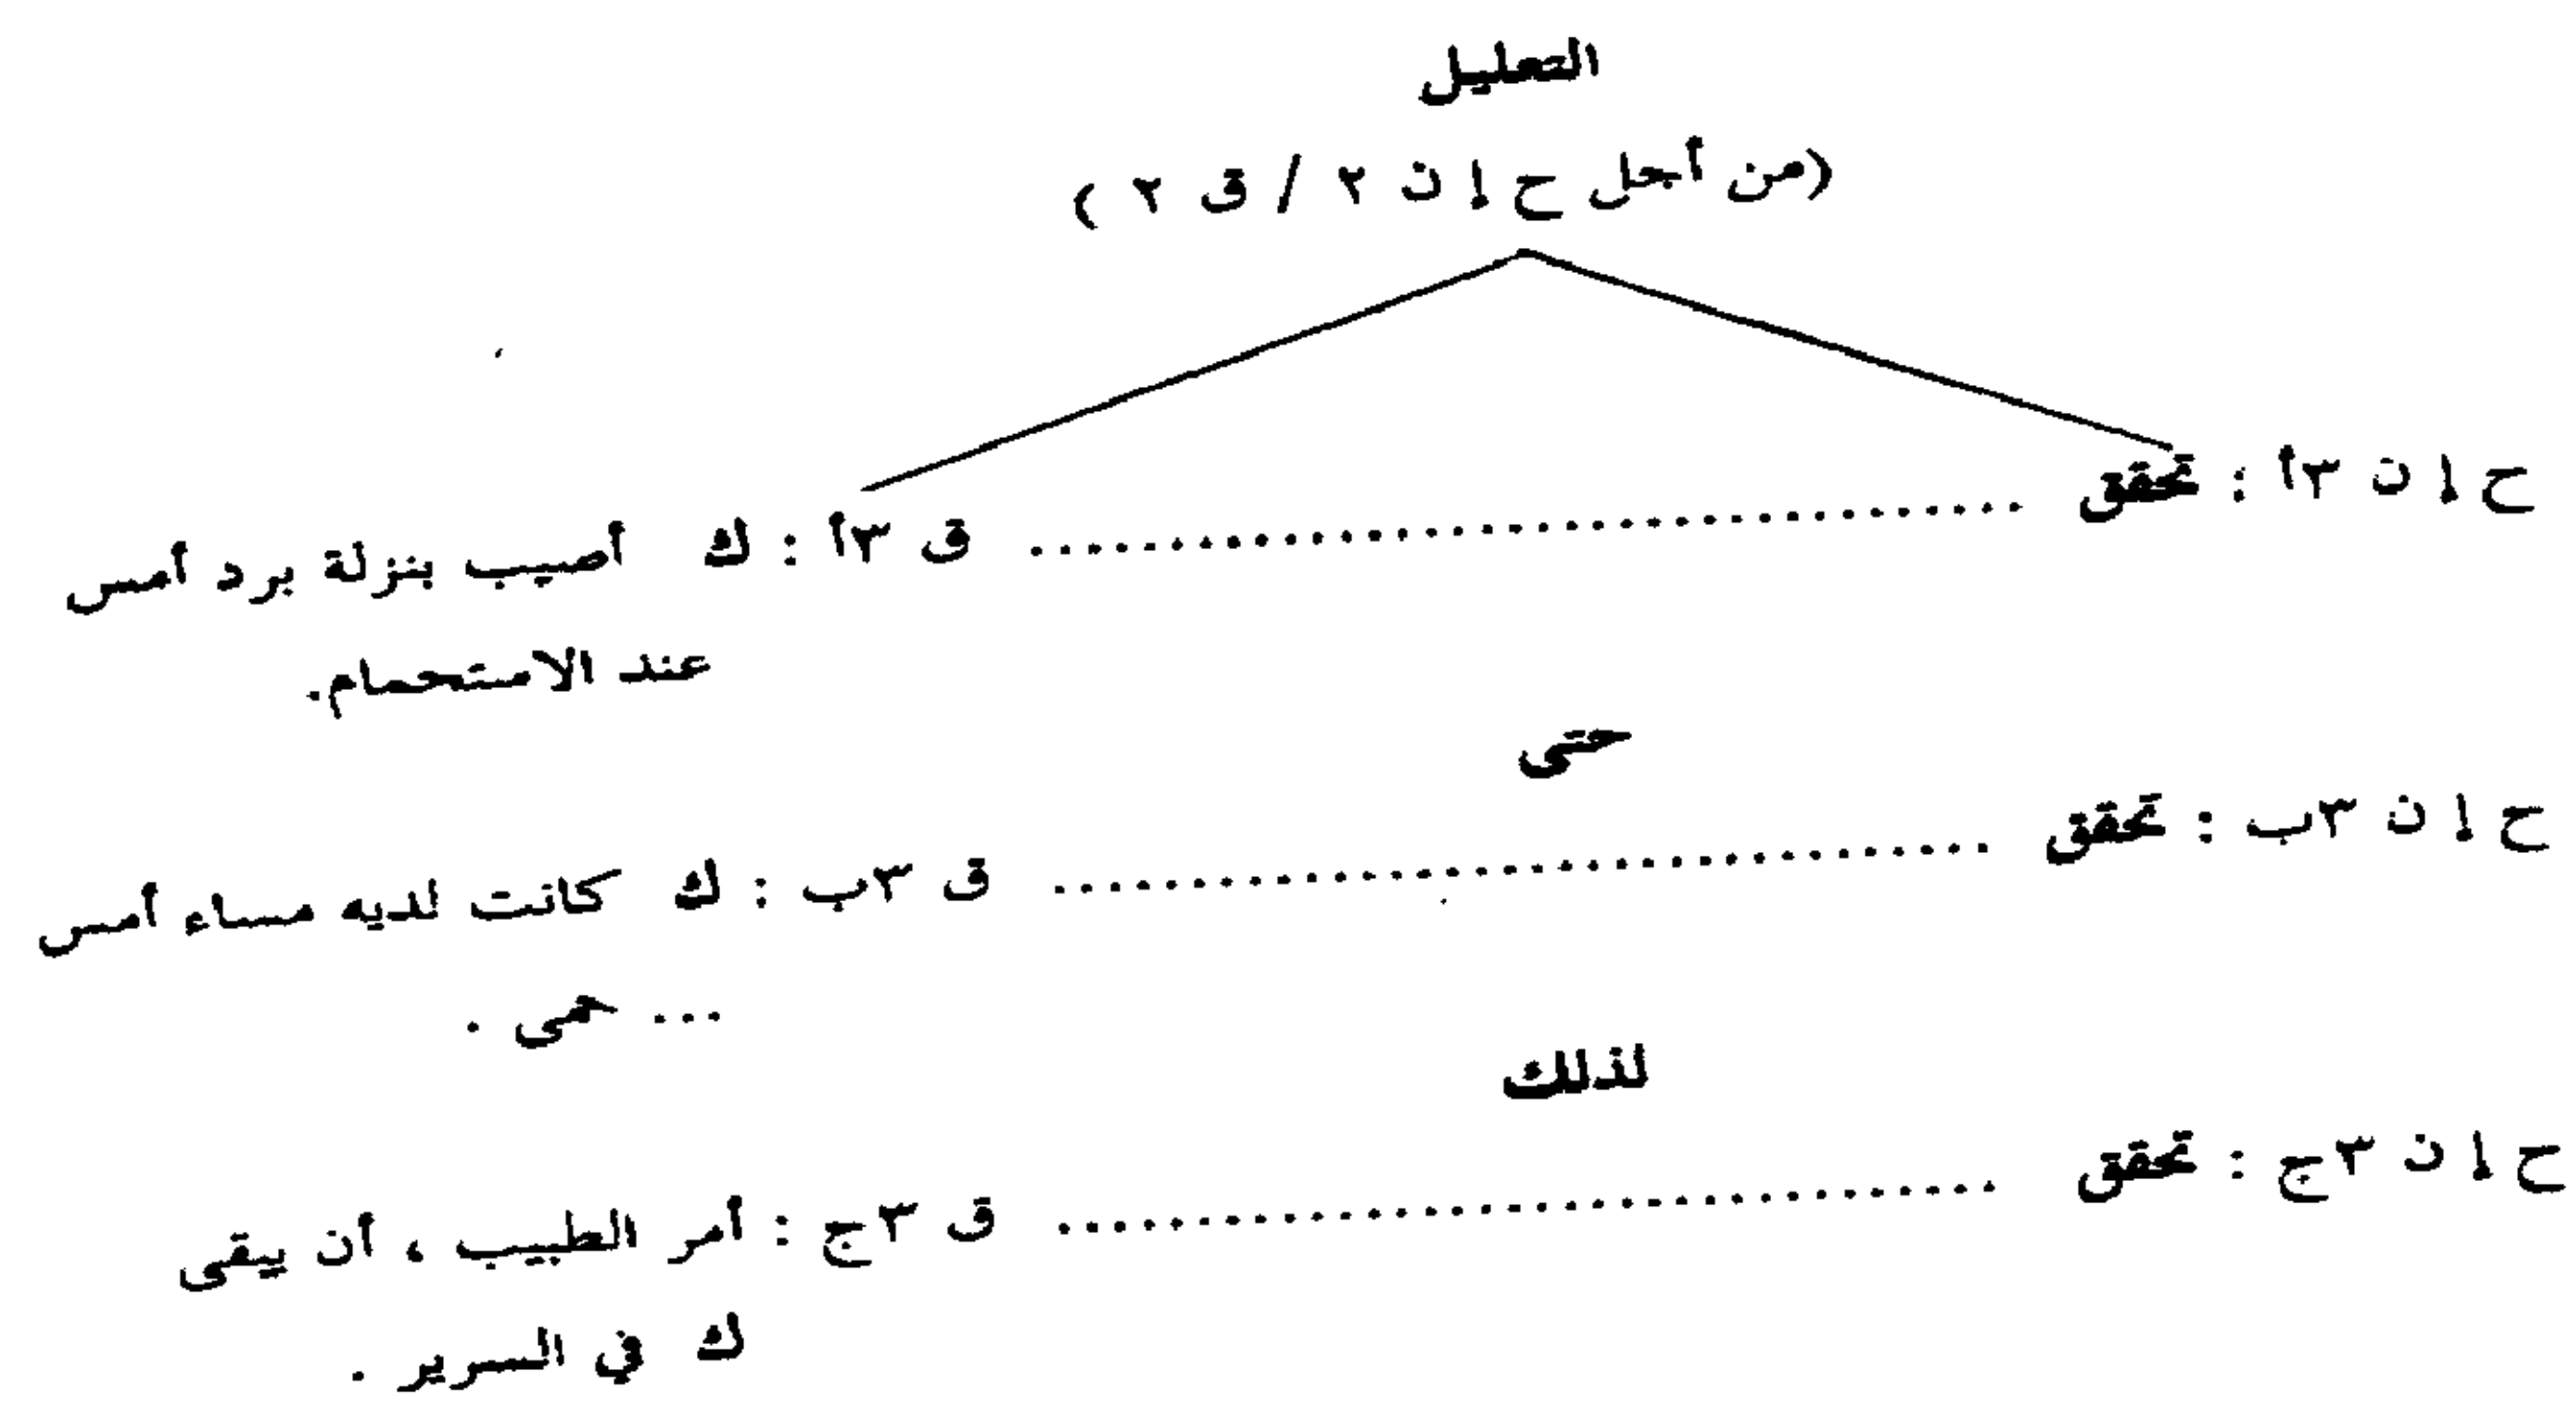 التعليل
(من أجل ح إ ن ٢ / ق ٢ )
ح إ ن ٣أ : تحقق ........................................ ق ٣أ : ك أصيب بنزلة برد أمس
عند الاستحمام.
حتى
ح إ ن ٣ب : تحقق ........................................ ق ٣ب : ك كانت لديه مساء أمس
... حمى .
لذلك
ح إ ن ٣ج : تحقق ........................................ ق ٣ج : أمر الطبيب ، أن يبقى
ك في السرير .